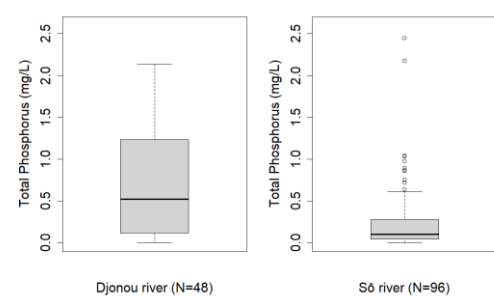 Total Phosphorus (mg/L)
0.0 0.5 1.0 1.5 2.0 2.5
Djonou river (N=48)
Total Phosphorus (mg/L)
0.0 0.5 1.0 1.5 2.0 2.5
Sô river (N=96)